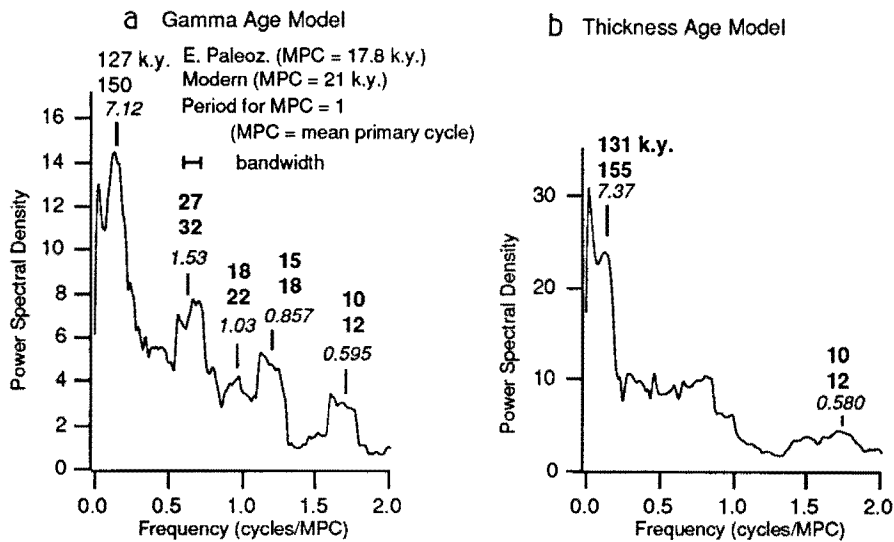 a Gamma Age Model
127 k.y.
150
7.12
E. Paleoz. (MPC = 17.8 k.y.)
Modern (MPC = 21 k.y.)
Period for MPC = 1
(MPC = mean primary cycle)
bandwidth
27
32
1.53
18
22
1.03
15
18
0.857
10
12
0.595
16
14
12
10
8
6
4
2
0
Power Spectral Density
0.0 0.5 1.0 1.5 2.0
Frequency (cycles/MPC)
b Thickness Age Model
131 k.y.
155
7.37
10
12
0.580
30
20
10
0
Power Spectral Density
0.0 0.5 1.0 1.5 2.0
Frequency (cycles/MPC)